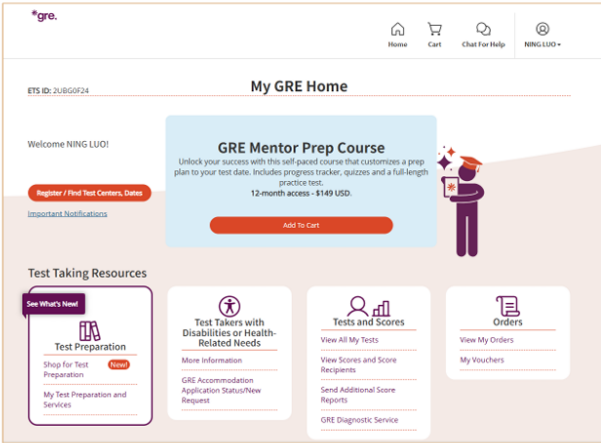 *gre.
Home
Cart
Chat For Help
NING LUO
ETS ID: 2UBG0F24
My GRE Home
Welcome NING LUO!
Register / Find Test Centers, Dates
Important Notifications
GRE Mentor Prep Course
Unlock your success with this self-paced course that customizes a prep
plan to your test date. Includes progress tracker, quizzes and a full-length
practice test.
12-month access - $149 USD.
Add To Cart
Test Taking Resources
See What's New!
Test Preparation
Shop for Test
Preparation
New!
My Test Preparation and
Services
Test Takers with
Disabilities or Health-
Related Needs
More Information
GRE Accommodation
Application Status/New
Request
Tests and Scores
View All My Tests
View Scores and Score
Recipients
Send Additional Score
Reports
GRE Diagnostic Service
Orders
View My Orders
My Vouchers